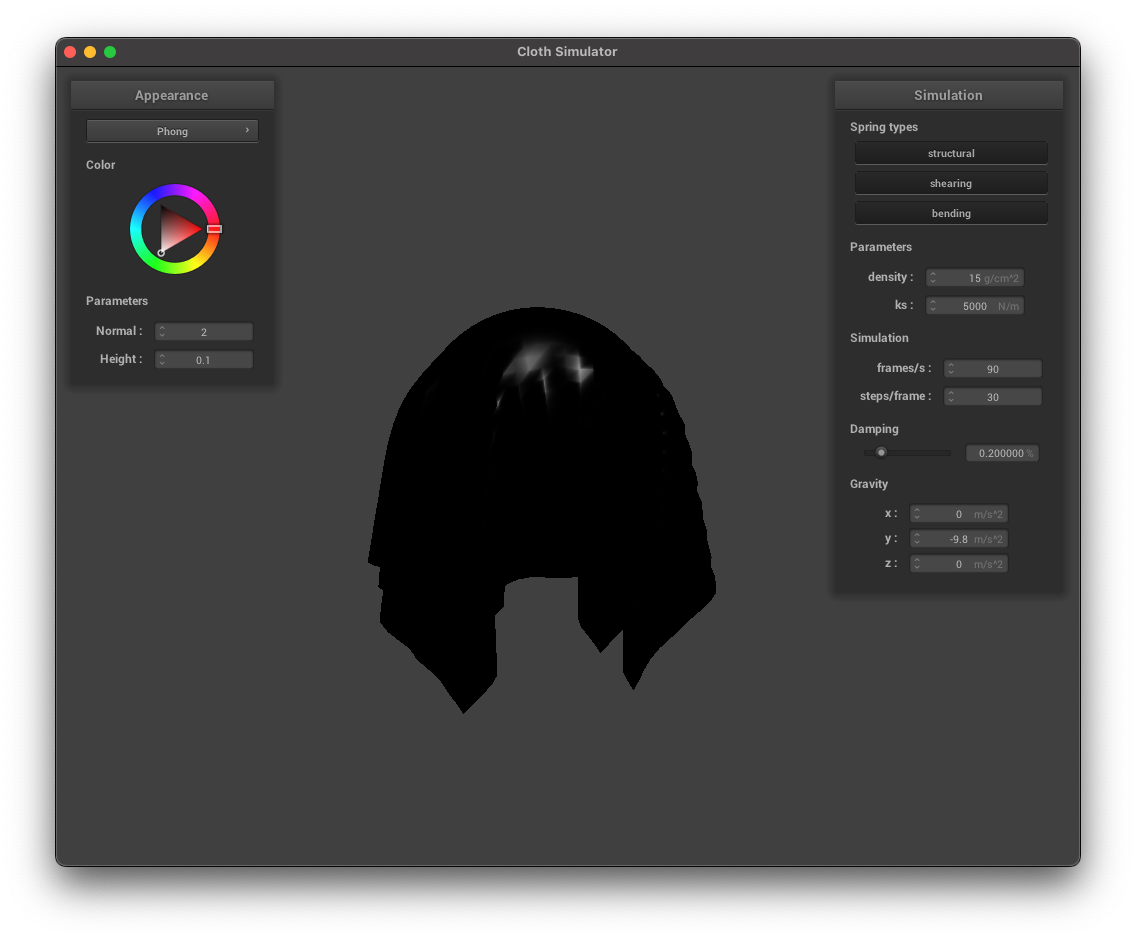 Cloth Simulator
Appearance
Phong
Color
Parameters
Normal : 2
Height : 0.1
Simulation
Spring types
structural
shearing
bending
Parameters
density : 15 g/cm^2
ks : 5000 N/m
Simulation
frames/s : 90
steps/frame : 30
Damping
0.200000 %
Gravity
x : 0 m/s^2
y : -9.8 m/s^2
z : 0 m/s^2